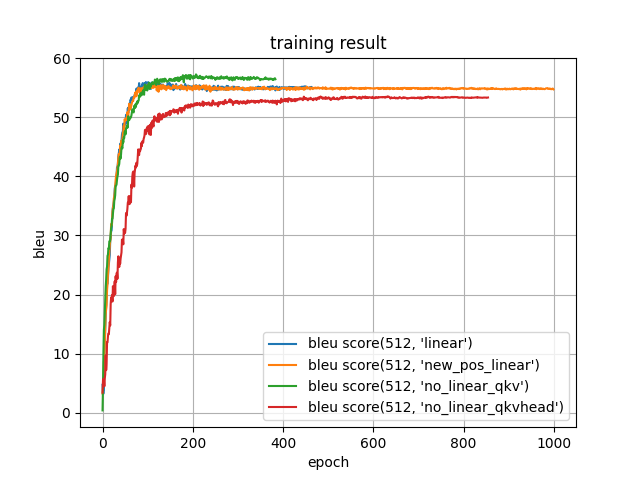 training result
60
50
40
30
20
10
0
bleu
bleu score(512, 'linear')
bleu score(512, 'new_pos_linear')
bleu score(512, 'no_linear_qkv')
bleu score(512, 'no_linear_qkvhead')
0 200 400 600 800 1000
epoch